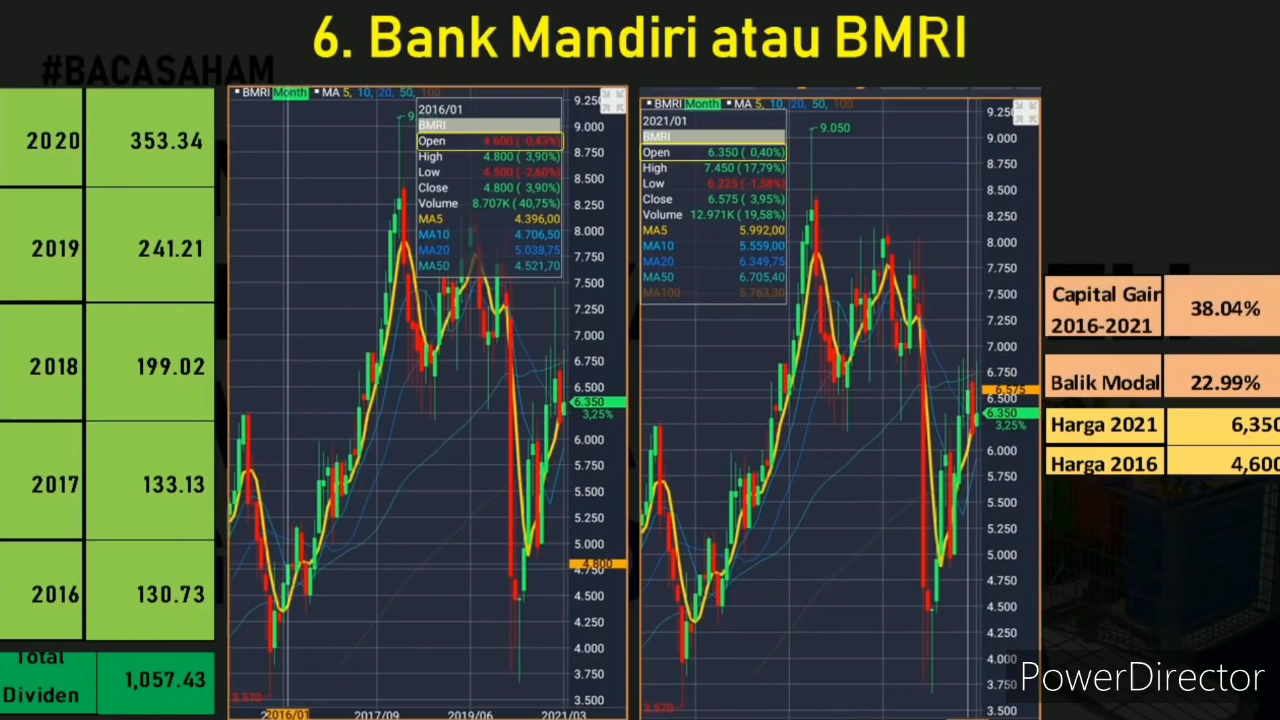 6. Bank Mandiri atau BMRI
#BACASAHAM
2020 353.34
2019 241.21
2018 199.02
2017 133.13
2016 130.73
Total
Dividen 1,057.43
BMRI Month MA 5, 10, 20, 50, 100
2016/01
BMRI
Open 4.600 ( -0,43%)
High 4.800 ( 3,90%)
Low 4.500 ( -2,60%)
Close 4.800 ( 3,90%)
Volume 8.707K ( 40,75%)
MA5 4.396,00
MA10 4.706,50
MA20 5.038,75
MA50 4.521,70
9.000
8.750
8.500
8.250
8.000
7.750
7.500
7.250
7.000
6.750
6.500
6.350
3,25%
6.000
5.750
5.500
5.250
5.000
4.800
4.750
4.500
4.250
4.000
3.750
3.500
3.570
2016/01 2017/09 2019/06 2021/03
BMRI Month MA 5, 10, 20, 50, 100
2021/01
BMRI
Open 6.350 ( 0,40%)
High 7.450 ( 17,79%)
Low 6.225 ( -1,58%)
Close 6.575 ( 3,95%)
Volume 12.971K ( 19,58%)
MA5 5.992,00
MA10 5.559,00
MA20 6.349,75
MA50 6.705,40
MA100 5.763,30
9.050
9.000
8.750
8.500
8.250
8.000
7.750
7.500
7.250
7.000
6.750
6.575
6.500
6.350
3,25%
6.000
5.750
5.500
5.250
5.000
4.750
4.500
4.250
4.000
3.750
3.500
3.570
Capital Gain
2016-2021 38.04%
Balik Modal 22.99%
Harga 2021 6,350
Harga 2016 4,600
PowerDirector